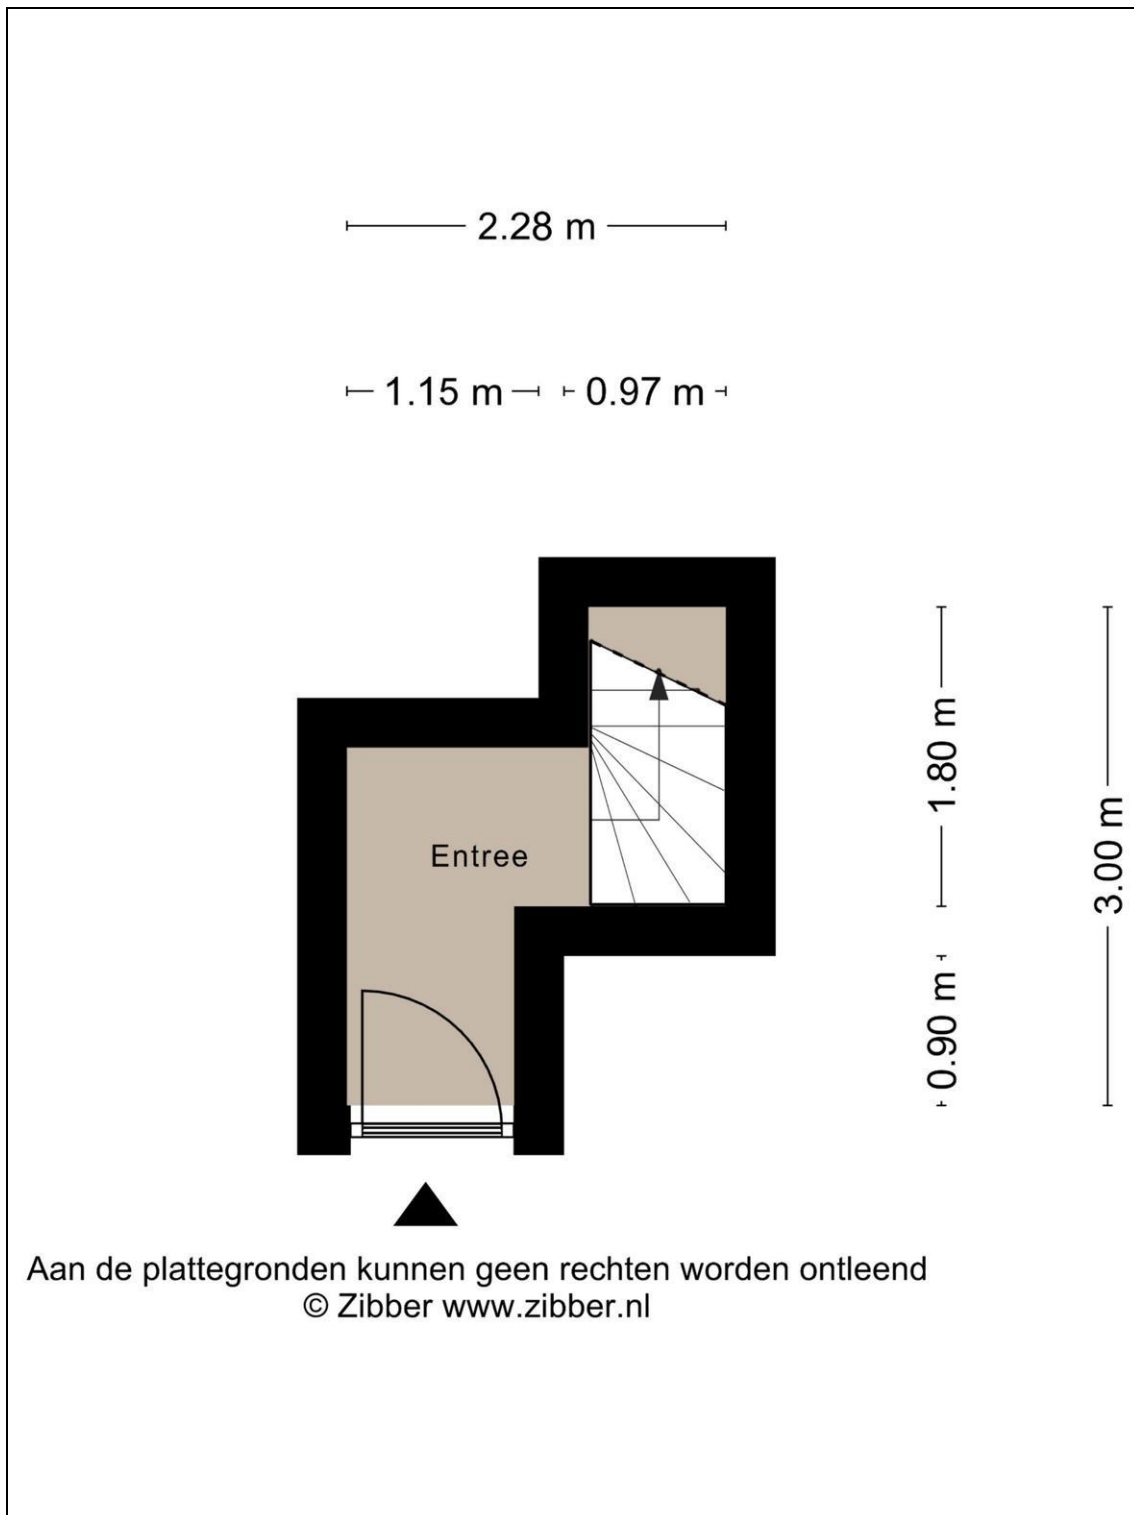 2.28 m
1.15 m
0.97 m
1.80 m
3.00 m
Entree
0.90 m
Aan de plattegronden kunnen geen rechten worden ontleend
© Zibber www.zibber.nl